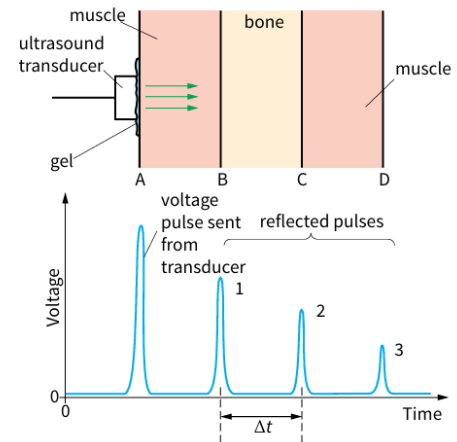 muscle
bone
ultrasound
transducer
muscle
gel
A
B
C
D
voltage
pulse sent
from
transducer
reflected pulses
Voltage
1
2
3
0
0
Δt
Time